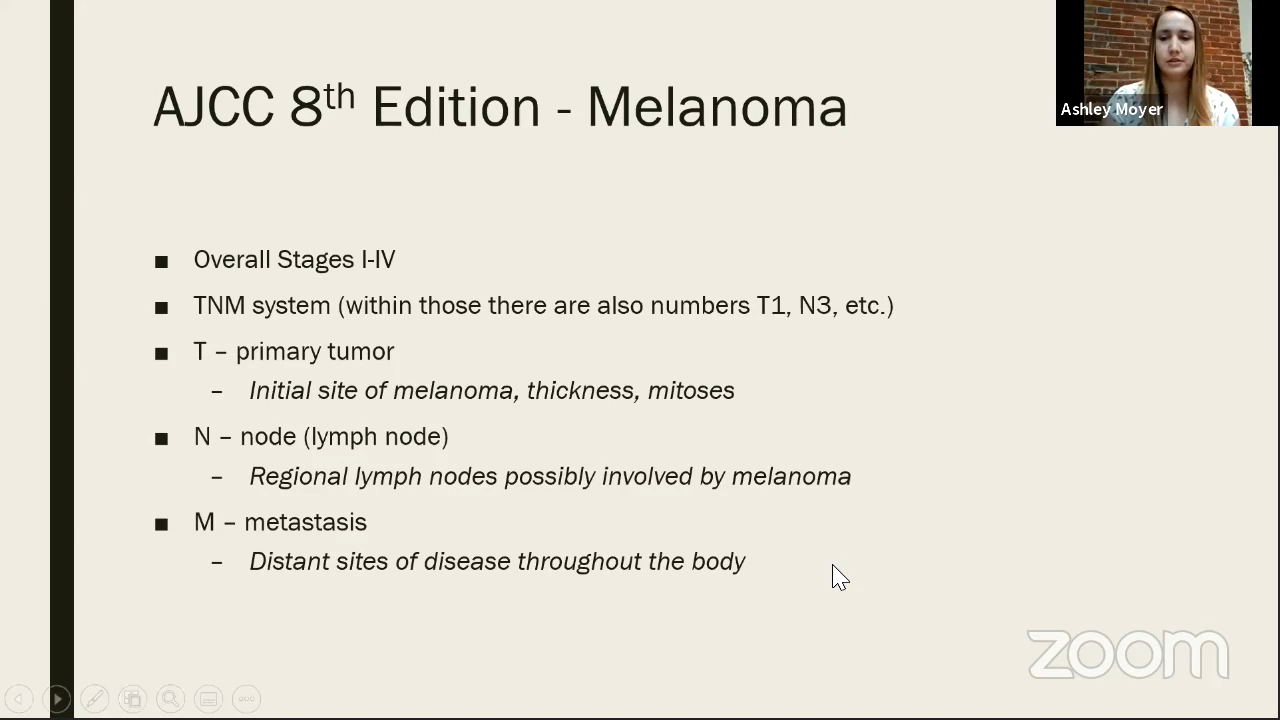 AJCC 8th Edition - Melanoma
Ashley Moyer
■ Overall Stages I-IV
■ TNM system (within those there are also numbers T1, N3, etc.)
■ T – primary tumor
– Initial site of melanoma, thickness, mitoses
■ N – node (lymph node)
– Regional lymph nodes possibly involved by melanoma
■ M – metastasis
– Distant sites of disease throughout the body
zoom